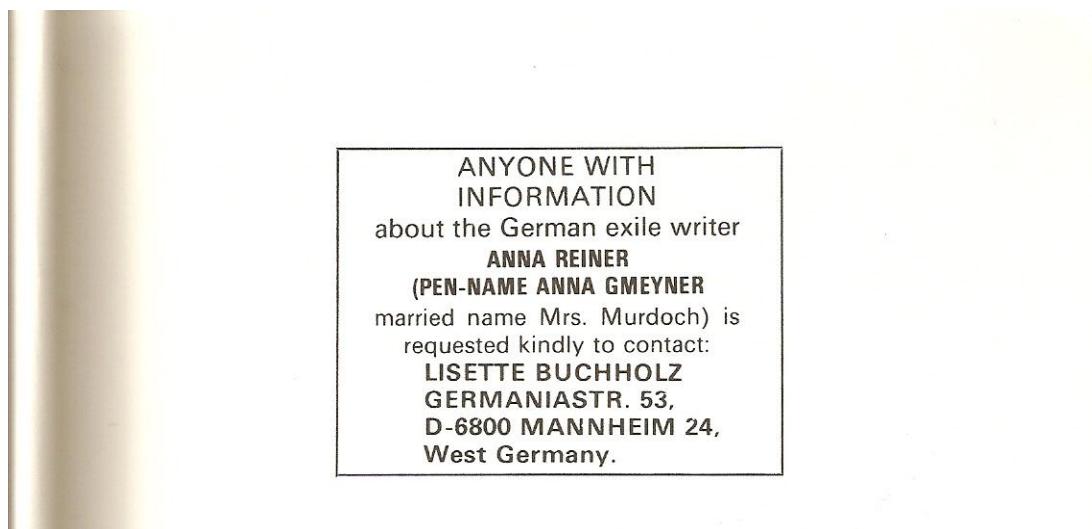 ANYONE WITH
INFORMATION
about the German exile writer
ANNA REINER
(PEN-NAME ANNA GMEYNER
married name Mrs. Murdoch) is
requested kindly to contact:
LISETTE BUCHHOLZ
GERMANIASTR. 53,
D-6800 MANNHEIM 24,
West Germany.